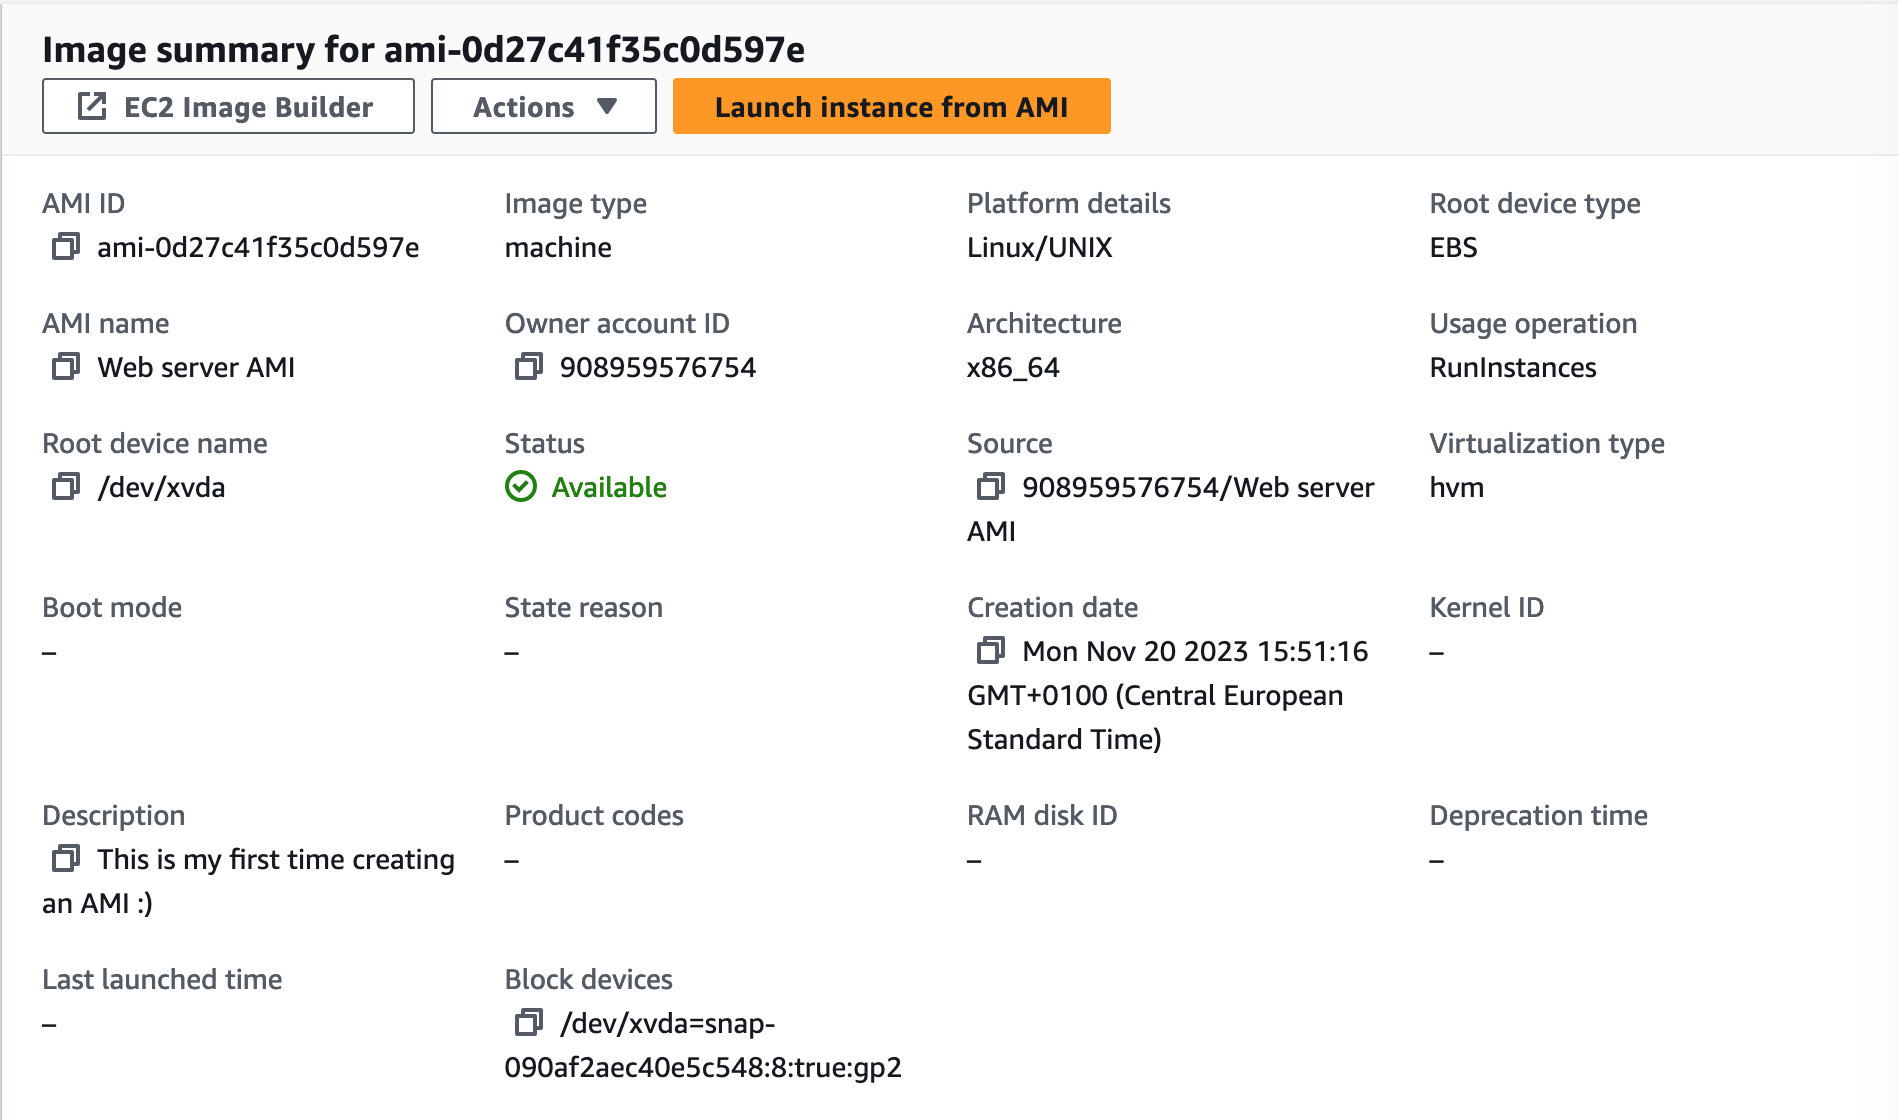 Image summary for ami-0d27c41f35c0d597e
EC2 Image Builder
Actions
Launch instance from AMI
AMI ID
ami-0d27c41f35c0d597e
Image type
machine
Platform details
Linux/UNIX
Root device type
EBS
AMI name
Web server AMI
Owner account ID
908959576754
Architecture
x86_64
Usage operation
RunInstances
Root device name
/dev/xvda
Status
Available
Source
908959576754/Web server
AMI
Virtualization type
hvm
Boot mode
–
State reason
–
Creation date
Mon Nov 20 2023 15:51:16
GMT+0100 (Central European
Standard Time)
Kernel ID
–
Description
This is my first time creating
an AMI :)
Product codes
–
RAM disk ID
–
Deprecation time
–
Last launched time
–
Block devices
/dev/xvda=snap-
090af2aec40e5c548:8:true:gp2